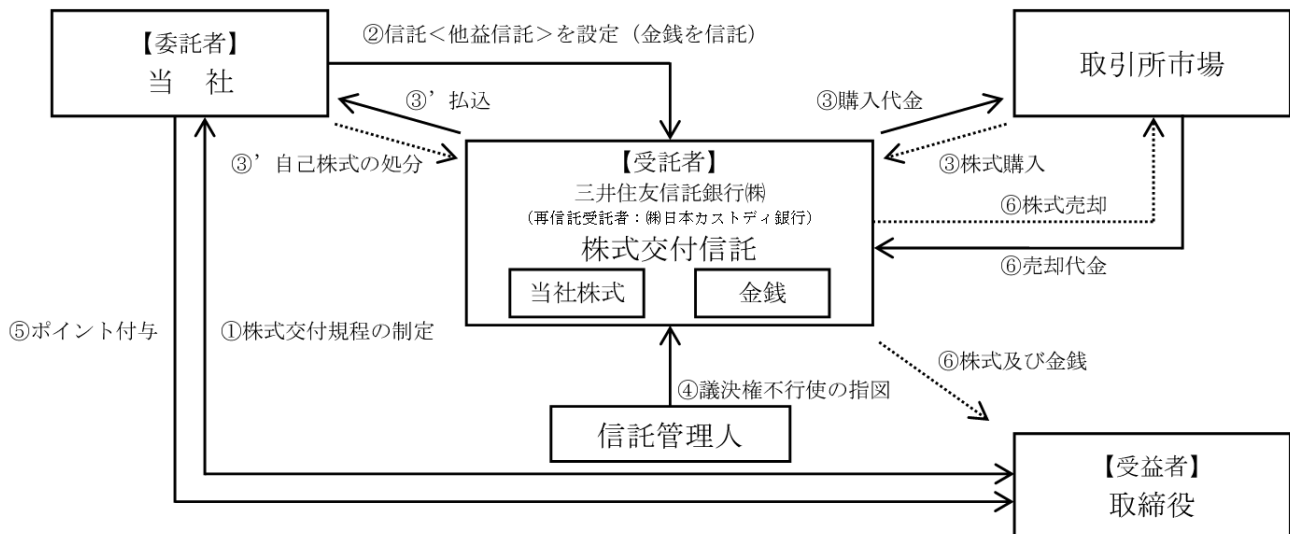 【委託者】
当　社
②信託＜他益信託＞を設定（金銭を信託）
取引所市場
③’払込
③購入代金
③’自己株式の処分
③株式購入
【受託者】
三井住友信託銀行㈱
（再信託受託者：㈱日本カストディ銀行）
株式交付信託
当社株式
金銭
⑥株式売却
⑥売却代金
⑤ポイント付与
①株式交付規程の制定
⑥株式及び金銭
④議決権不行使の指図
信託管理人
【受益者】
取締役